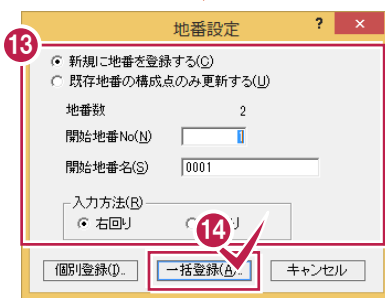 地番設定 ? ×
13
新規に地番を登録する(C)
既存地番の構成点のみ更新する(U)
地番数 2
開始地番No(N) 1
開始地番名(S) 0001
入力方法(R)
右回り り
14
個別登録(I).. 一括登録(A).. キャンセル